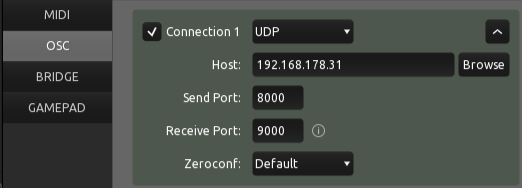 MIDI
OSC
BRIDGE
GAMEPAD
Connection 1 UDP
Host: 192.168.178.31 Browse
Send Port: 8000
Receive Port: 9000
Zeroconf: Default